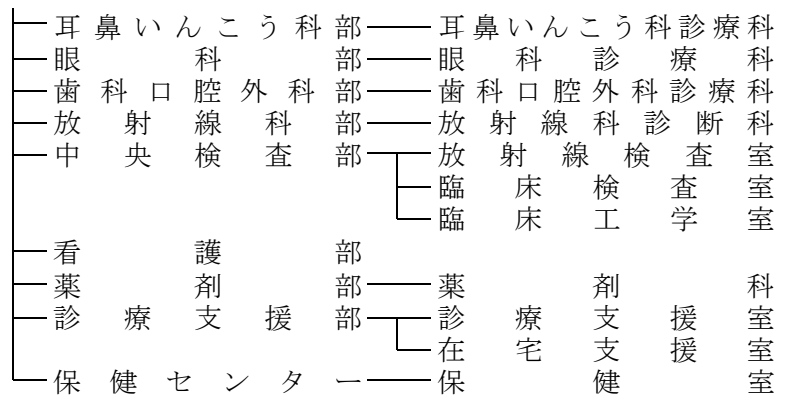 耳鼻いんこう科部 耳鼻いんこう科診療科
眼科部 眼科診療科
歯科口腔外科部 歯科口腔外科診療科
放射線科部 放射線科診断科
中央検査部 放射線検査室
臨床検査室
臨床工学室
看護部
薬剤部 薬剤科
診療支援部 診療支援室
在宅支援室
保健センター 保健室